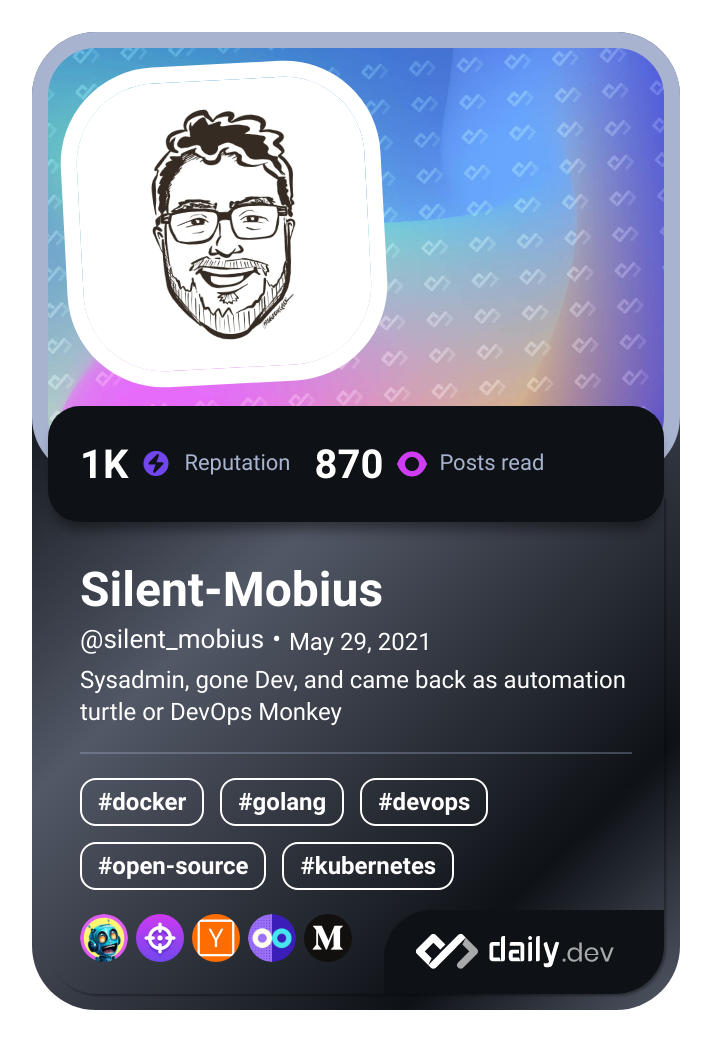 1K Reputation 870 Posts read
Silent-Mobius
@silent_mobius • May 29, 2021
Sysadmin, gone Dev, and came back as automation
turtle or DevOps Monkey
#docker #golang #devops
#open-source #kubernetes
Y M daily.dev